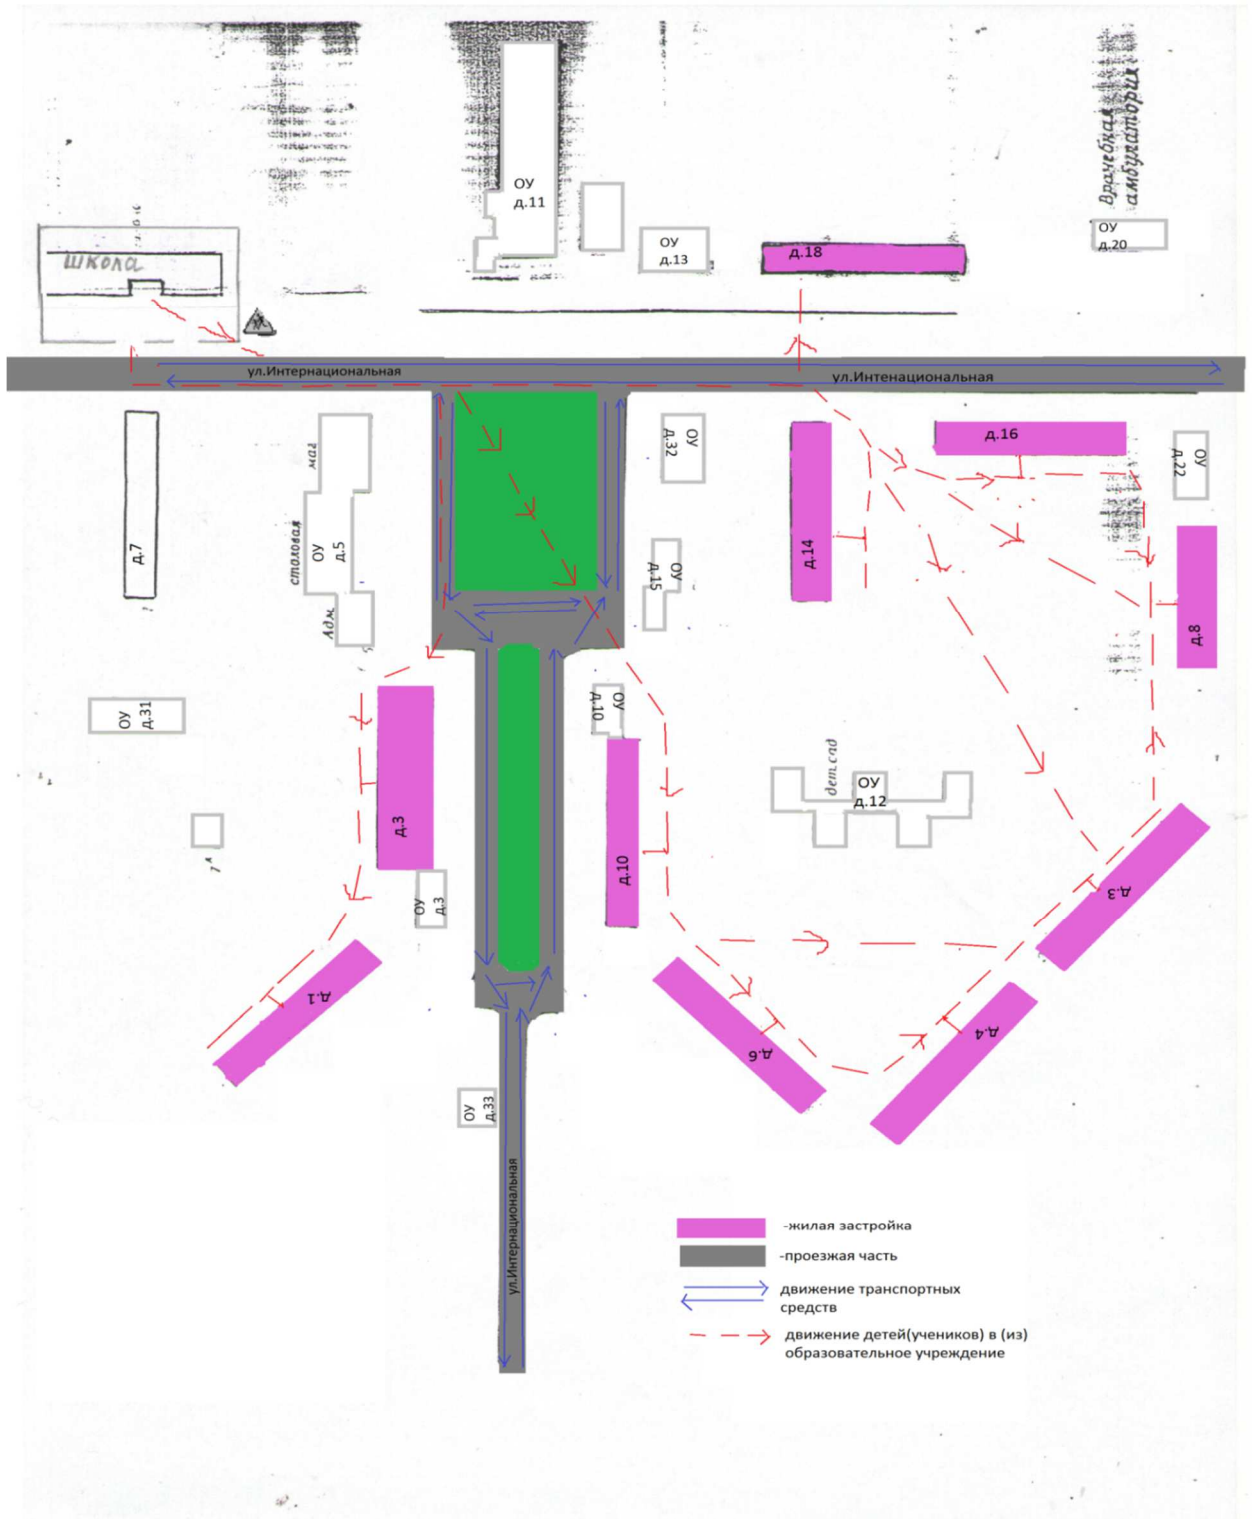 Врачебная
амбулатория
ОУ
д.11
ОУ
д.13
д.18
ОУ
д.20
школа
ул.Интернациональная
ул.Интенациональная
д.7
маг
столовая
ОУ
д.5
Адм.
ОУ
д.32
ОУ
д.15
д.14
д.16
ОУ
д.22
д.8
ОУ
д.31
д.3
ОУ
д.3
ОУ
д.10
д.10
дет.сад
ОУ
д.12
д.3
д.1
д.6
д.4
ОУ
д.33
ул.Интернациональная
-жилая застройка
-проезжая часть
движение транспортных
средств
движение детей(учеников) в (из)
образовательное учреждение